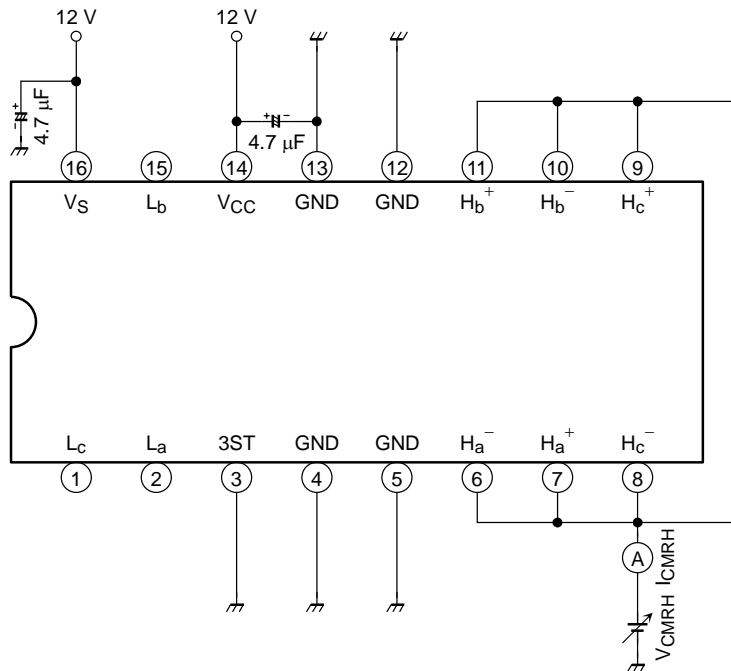 12 V
12 V
+
-
4.7 µF
+
-
4.7 µF
16
15
14
13
12
11
10
9
VS
Lb
VCC
GND
GND
Hb+
Hb−
Hc+
Lc
La
3ST
GND
GND
Ha−
Ha+
Hc−
1
2
3
4
5
6
7
8
A
ICMRH
VCMRH